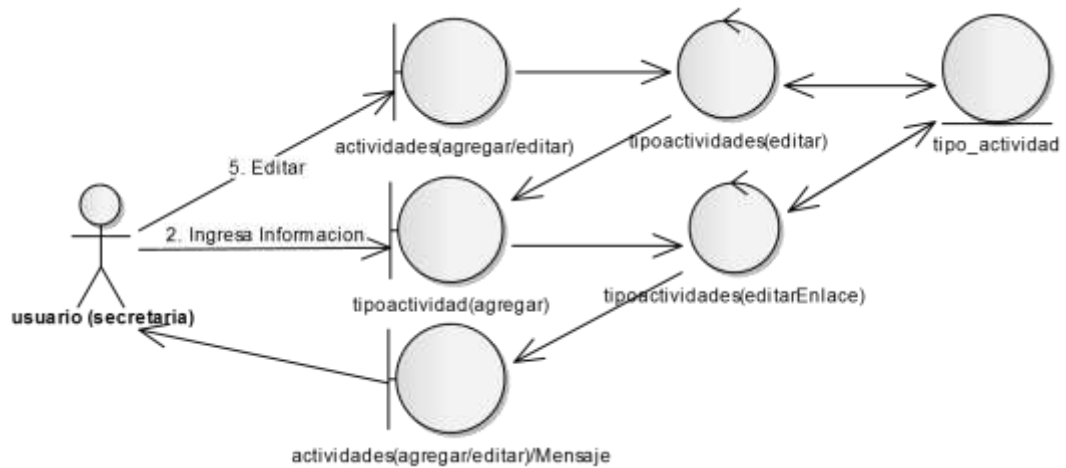 actividades(agregar/editar)
tipoactividades(editar)
tipo_actividad
5. Editar
2. Ingresa Informacion
tipoactividad(agregar)
tipoactividades(editarEnlace)
usuario (secretaria)
actividades(agregar/editar)/Mensaje